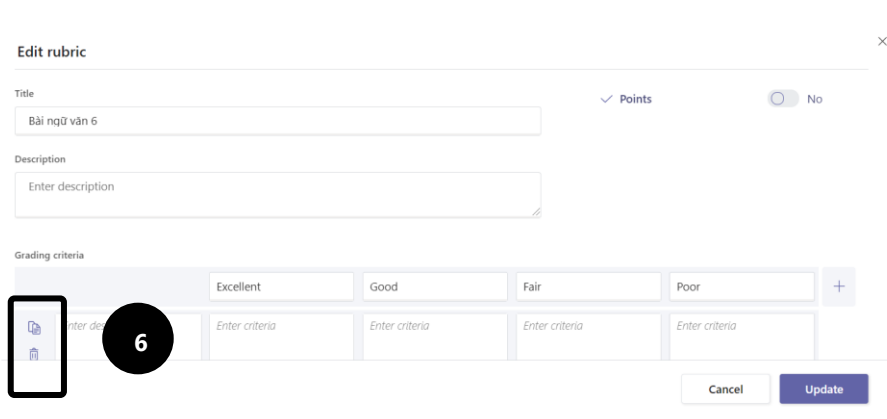 Edit rubric
Title
Points
No
Bài ngữ văn 6
Description
Enter description
Grading criteria
Excellent Good Fair Poor
Enter criteria Enter criteria Enter criteria Enter criteria
6
Cancel Update